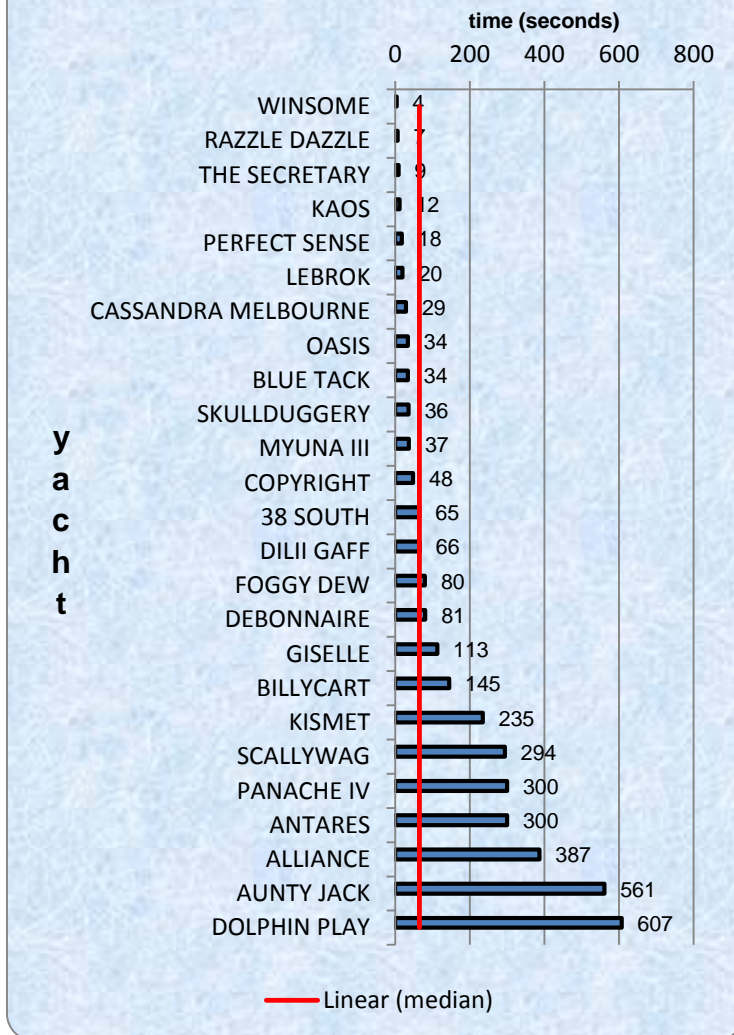 time (seconds)
0 200 400 600 800
WINSOME 4
RAZZLE DAZZLE 7
THE SECRETARY 9
KAOS 12
PERFECT SENSE 18
LEBROK 20
CASSANDRA MELBOURNE 29
OASIS 34
BLUE TACK 34
SKULLDUGGERY 36
MYUNA III 37
COPYRIGHT 48
38 SOUTH 65
DILII GAFF 66
FOGGY DEW 80
DEBONNAIRE 81
GISELLE 113
BILLYCART 145
KISMET 235
SCALLYWAG 294
PANACHE IV 300
ANTARES 300
ALLIANCE 387
AUNTY JACK 561
DOLPHIN PLAY 607
yacht
Linear (median)